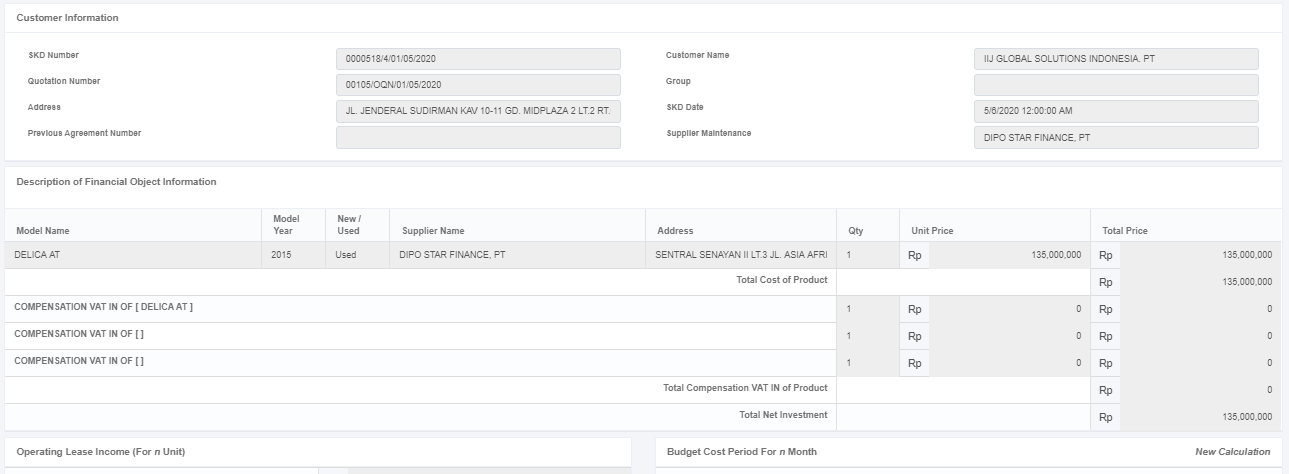 Customer Information
SKD Number 0000518/4/01/05/2020 Customer Name IIJ GLOBAL SOLUTIONS INDONESIA. PT
Quotation Number 00105/OQN/01/05/2020 Group
Address JL. JENDERAL SUDIRMAN KAV 10-11 GD. MIDPLAZA 2 LT.2 RT. SKD Date 5/6/2020 12:00:00 AM
Previous Agreement Number Supplier Maintenance DIPO STAR FINANCE, PT
Description of Financial Object Information
Model Name Model Year New / Used Supplier Name Address Qty Unit Price Total Price
DELICA AT 2015 Used DIPO STAR FINANCE, PT SENTRAL SENAYAN II LT.3 JL. ASIA AFRI 1 Rp 135,000,000 Rp 135,000,000
Total Cost of Product Rp 135,000,000
COMPENSATION VAT IN OF [ DELICA AT ] 1 Rp 0 Rp 0
COMPENSATION VAT IN OF [ ] 1 Rp 0 Rp 0
COMPENSATION VAT IN OF [ ] 1 Rp 0 Rp 0
Total Compensation VAT IN of Product Rp 0
Total Net Investment Rp 135,000,000
Operating Lease Income (For n Unit) Budget Cost Period For n Month New Calculation